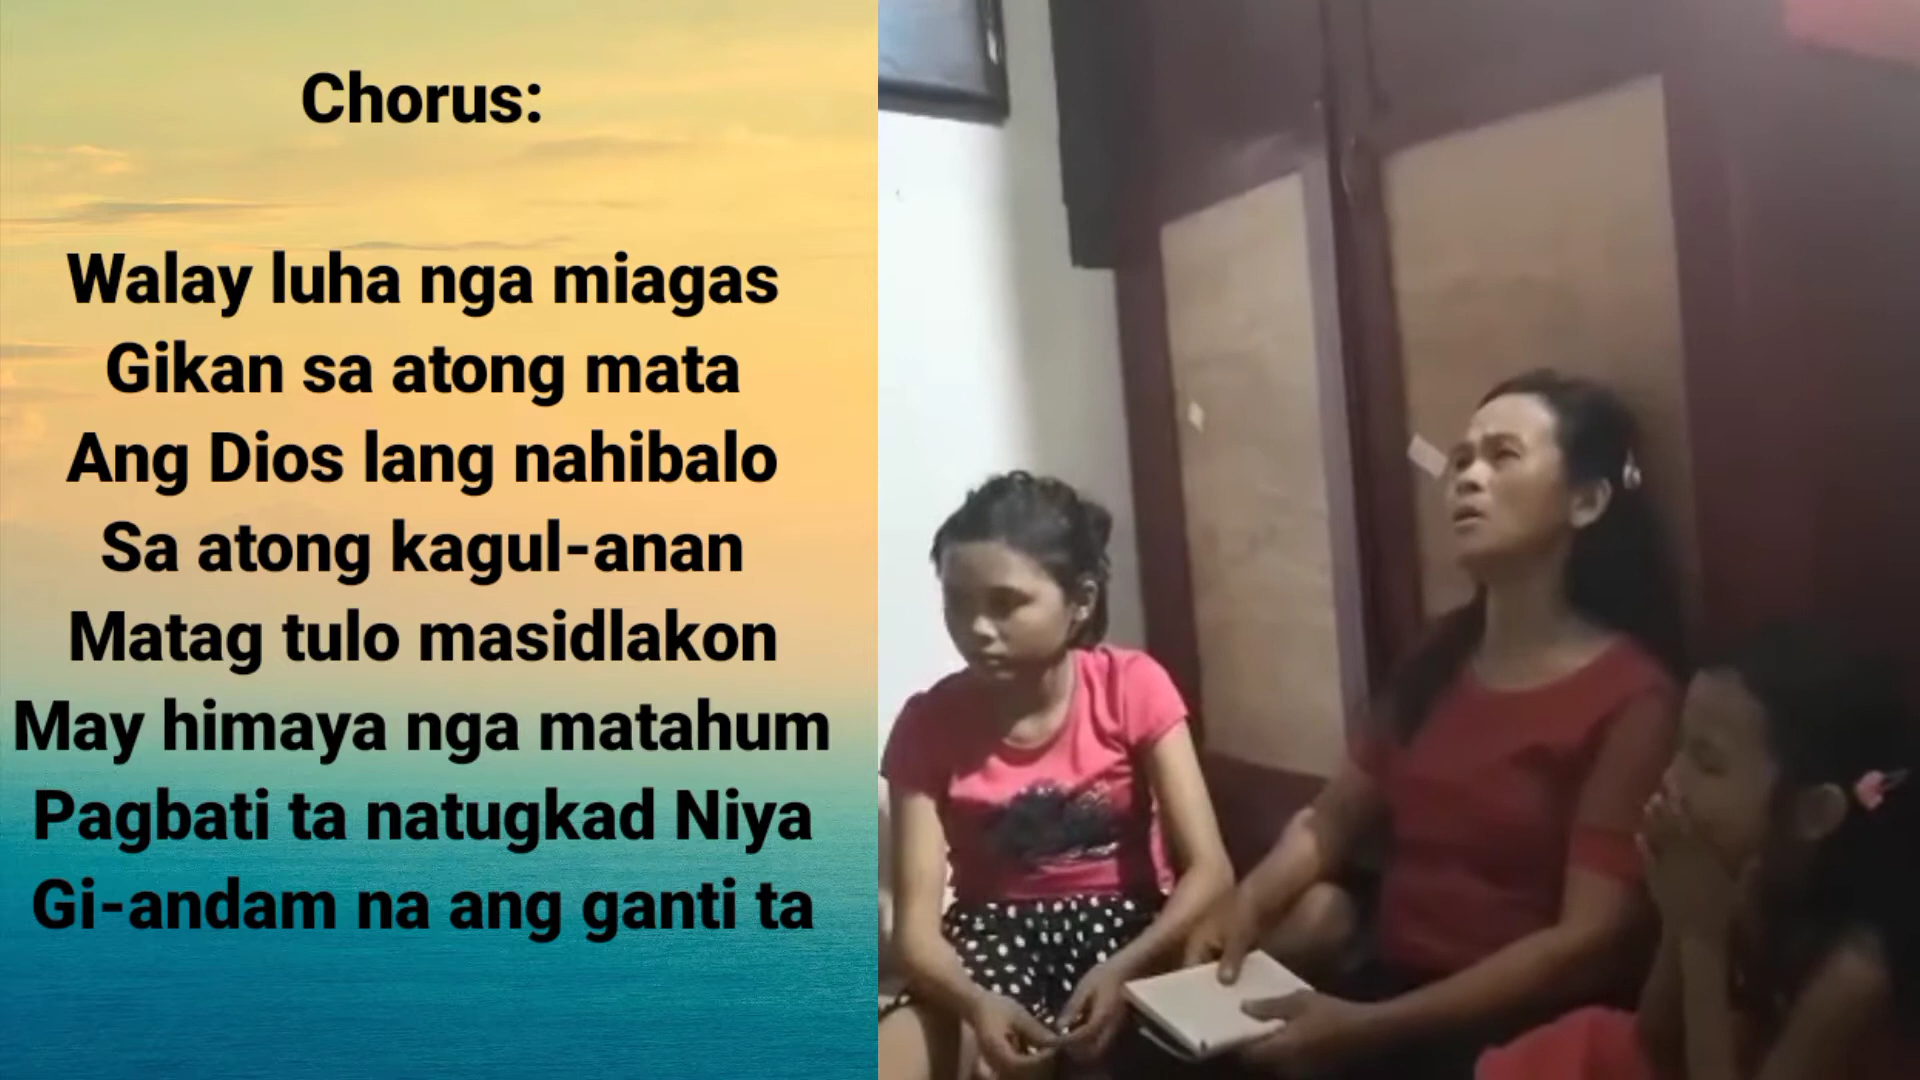 Chorus:
Walay luha nga miagas
Gikan sa atong mata
Ang Dios lang nahibalo
Sa atong kagul-anan
Matag tulo masidlakon
May himaya nga matahum
Pagbati ta natugkad Niya
Gi-andam na ang ganti ta